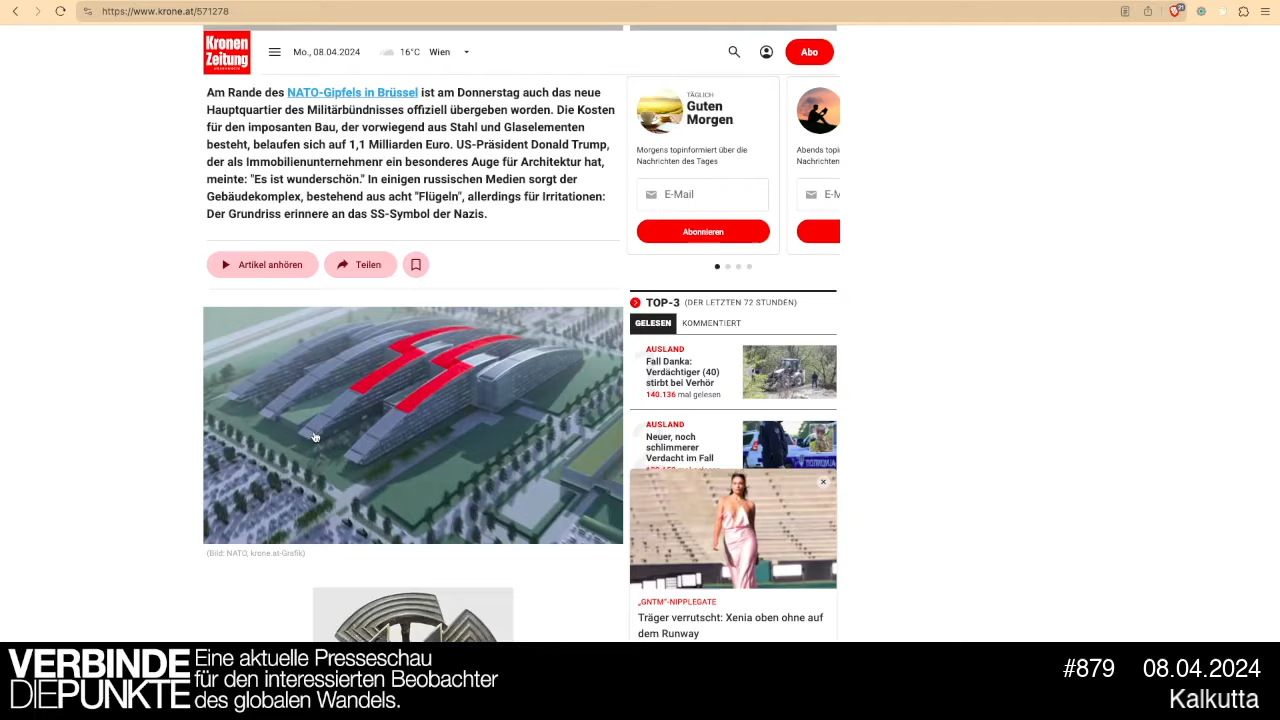 https://www.krone.at/571278
21
Kronen
Zeitung
Mo., 08.04.2024
16°C
Wien
Abo
Am Rande des NATO-Gipfels in Brüssel ist am Donnerstag auch das neue
Hauptquartier des Militärbündnisses offiziell übergeben worden. Die Kosten
für den imposanten Bau, der vorwiegend aus Stahl und Glaselementen
besteht, belaufen sich auf 1,1 Milliarden Euro. US-Präsident Donald Trump,
der als Immobilienunternehmenr ein besonderes Auge für Architektur hat,
meinte: "Es ist wunderschön." In einigen russischen Medien sorgt der
Gebäudekomplex, bestehend aus acht "Flügeln", allerdings für Irritationen:
Der Grundriss erinnere an das SS-Symbol der Nazis.
Artikel anhören
Teilen
(Bild: NATO, krone.at-Grafik)
TÄGLICH
Guten
Morgen
Morgens topinformiert über die
Nachrichten des Tages
E-Mail
Abonnieren
Abends topi
Nachrichten
E-M
TOP-3 (DER LETZTEN 72 STUNDEN)
GELESEN
KOMMENTIERT
AUSLAND
Fall Danka:
Verdächtiger (40)
stirbt bei Verhör
140.136 mal gelesen
AUSLAND
Neuer, noch
schlimmerer
Verdacht im Fall
„GNTM“-NIPPLEGATE
Träger verrutscht: Xenia oben ohne auf
dem Runway
VERBINDE
DIEPUNKTE
Eine aktuelle Presseschau
für den interessierten Beobachter
des globalen Wandels.
#879
08.04.2024
Kalkutta